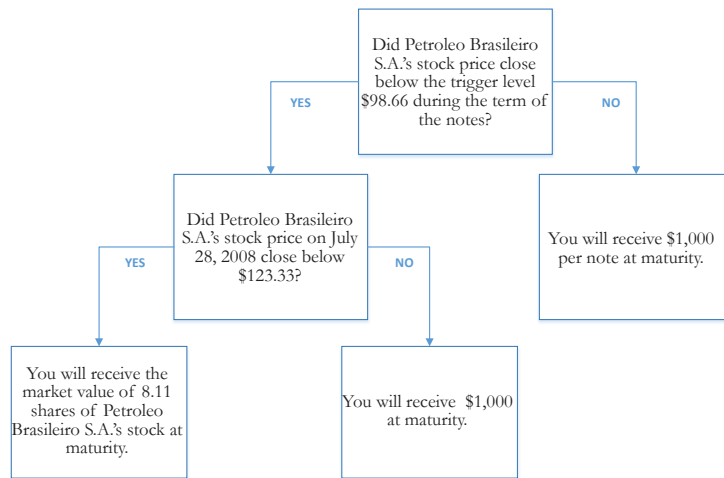 Did Petroleo Brasileiro
S.A.'s stock price close
below the trigger level
$98.66 during the term of
the notes?
YES
NO
Did Petroleo Brasileiro
S.A.'s stock price on July
28, 2008 close below
$123.33?
You will receive $1,000
per note at maturity.
YES
NO
You will receive the
market value of 8.11
shares of Petroleo
Brasileiro S.A.'s stock at
maturity.
You will receive $1,000
at maturity.